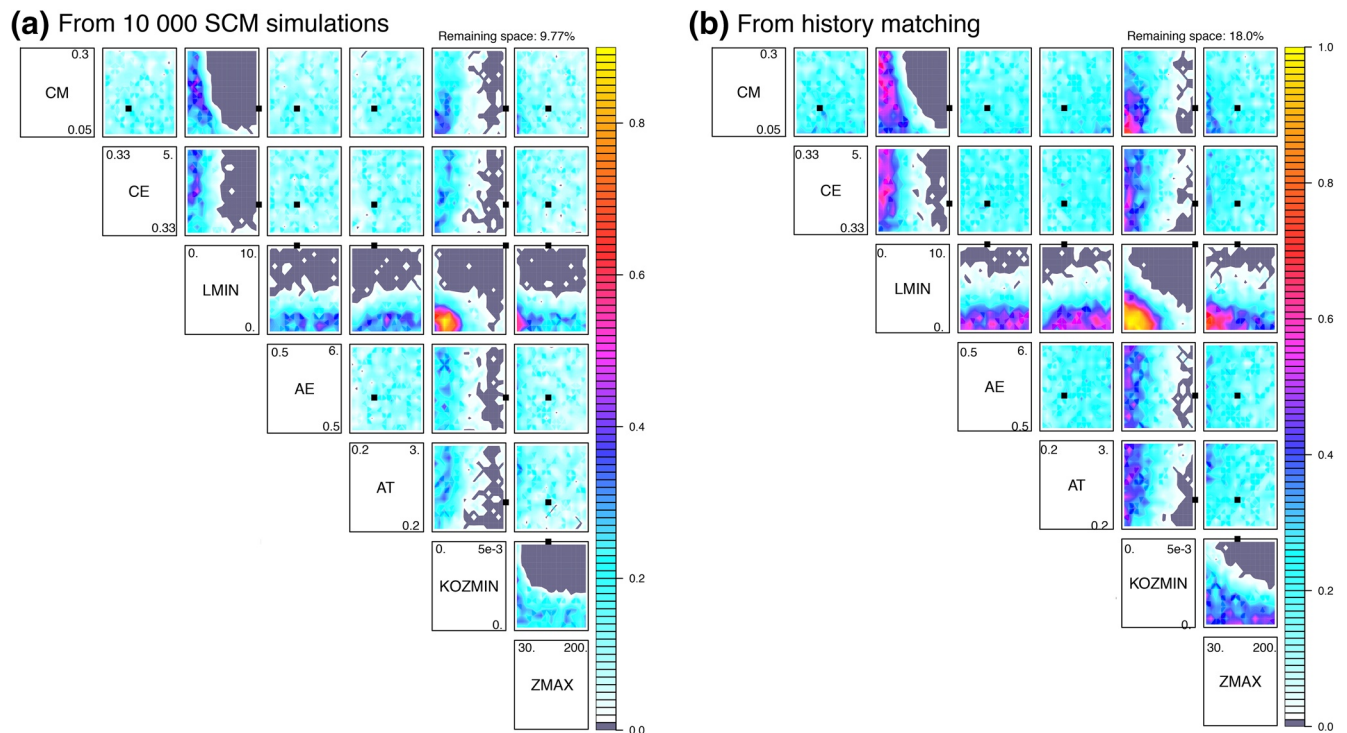 (a) From 10 000 SCM simulations
Remaining space: 9.77%
0.3
CM
0.05
0.33 5.
CE
0.33
0. 10.
LMIN
0.
0.5 6.
AE
0.5
0.2 3.
AT
0.2
0. 5e-3
KOZMIN
0.
30. 200.
ZMAX
0.8
0.6
0.4
0.2
0.0
(b) From history matching
Remaining space: 18.0%
0.3
CM
0.05
0.33 5.
CE
0.33
0. 10.
LMIN
0.
0.5 6.
AE
0.5
0.2 3.
AT
0.2
0. 5e-3
KOZMIN
0.
30. 200.
ZMAX
1.0
0.8
0.6
0.4
0.2
0.0